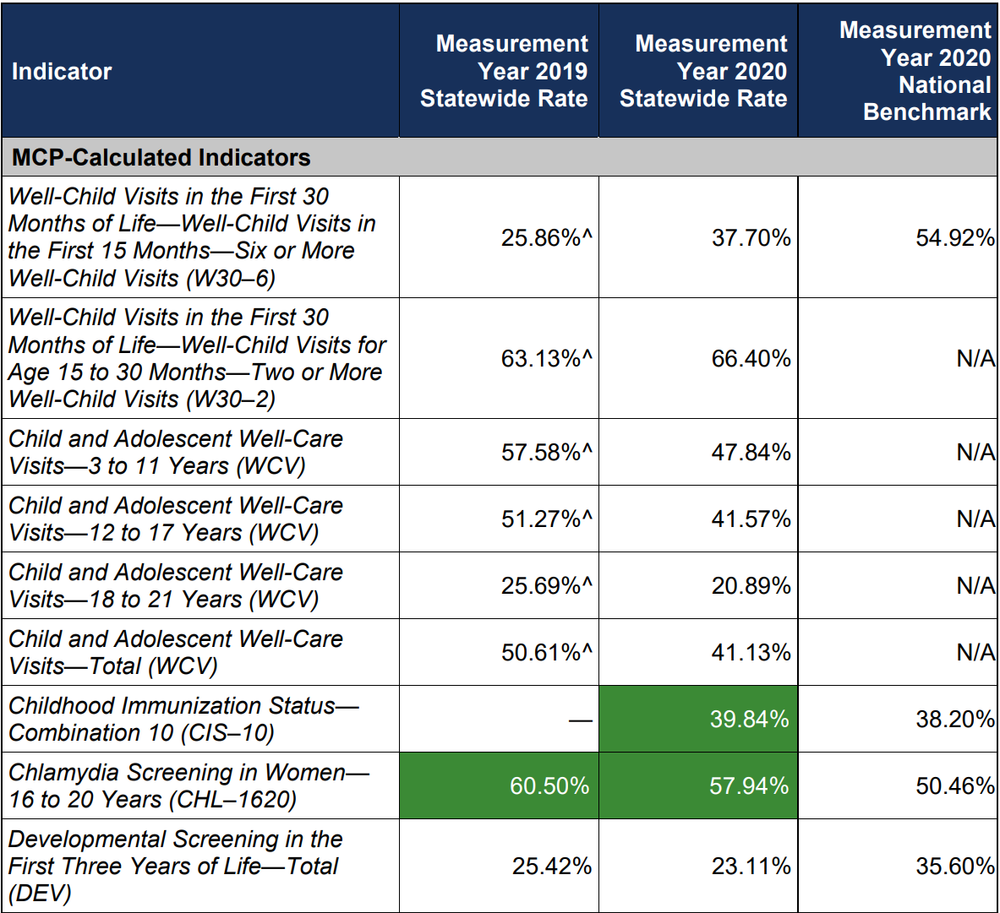 Indicator
Measurement
Year 2019
Statewide Rate
Measurement
Year 2020
Statewide Rate
Measurement
Year 2020
National
Benchmark
MCP-Calculated Indicators
Well-Child Visits in the First 30
Months of Life—Well-Child Visits in
the First 15 Months—Six or More
Well-Child Visits (W30–6)
25.86%^
37.70%
54.92%
Well-Child Visits in the First 30
Months of Life—Well-Child Visits for
Age 15 to 30 Months—Two or More
Well-Child Visits (W30–2)
63.13%^
66.40%
N/A
Child and Adolescent Well-Care
Visits—3 to 11 Years (WCV)
57.58%^
47.84%
N/A
Child and Adolescent Well-Care
Visits—12 to 17 Years (WCV)
51.27%^
41.57%
N/A
Child and Adolescent Well-Care
Visits—18 to 21 Years (WCV)
25.69%^
20.89%
N/A
Child and Adolescent Well-Care
Visits—Total (WCV)
50.61%^
41.13%
N/A
Childhood Immunization Status—
Combination 10 (CIS–10)
—
39.84%
38.20%
Chlamydia Screening in Women—
16 to 20 Years (CHL–1620)
60.50%
57.94%
50.46%
Developmental Screening in the
First Three Years of Life—Total
(DEV)
25.42%
23.11%
35.60%